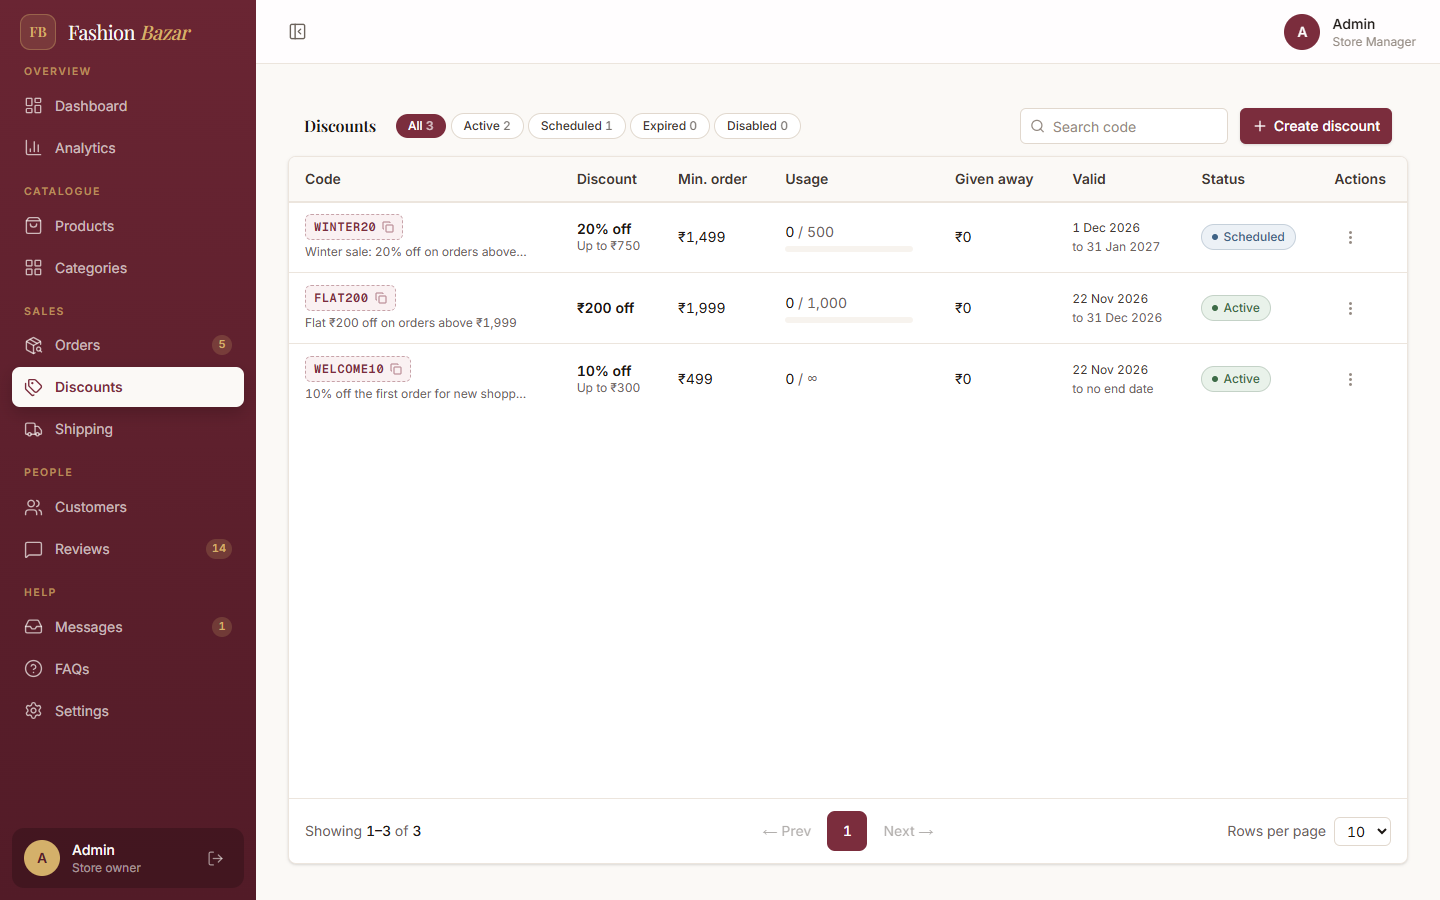 FB Fashion Bazar
OVERVIEW
Dashboard
Analytics
CATALOGUE
Products
Categories
SALES
Orders 5
Discounts
Shipping
PEOPLE
Customers
Reviews 14
HELP
Messages 1
FAQs
Settings
A Admin
Store owner
A Admin
Store Manager
Discounts All 3 Active 2 Scheduled 1 Expired 0 Disabled 0 Search code + Create discount
Code Discount Min. order Usage Given away Valid Status Actions
WINTER20
Winter sale: 20% off on orders above...
20% off
Up to ₹750
₹1,499
0 / 500
₹0
1 Dec 2026
to 31 Jan 2027
Scheduled
FLAT200
Flat ₹200 off on orders above ₹1,999
₹200 off
₹1,999
0 / 1,000
₹0
22 Nov 2026
to 31 Dec 2026
Active
WELCOME10
10% off the first order for new shopp...
10% off
Up to ₹300
₹499
0 / ∞
₹0
22 Nov 2026
to no end date
Active
Showing 1–3 of 3 ← Prev 1 Next → Rows per page 10